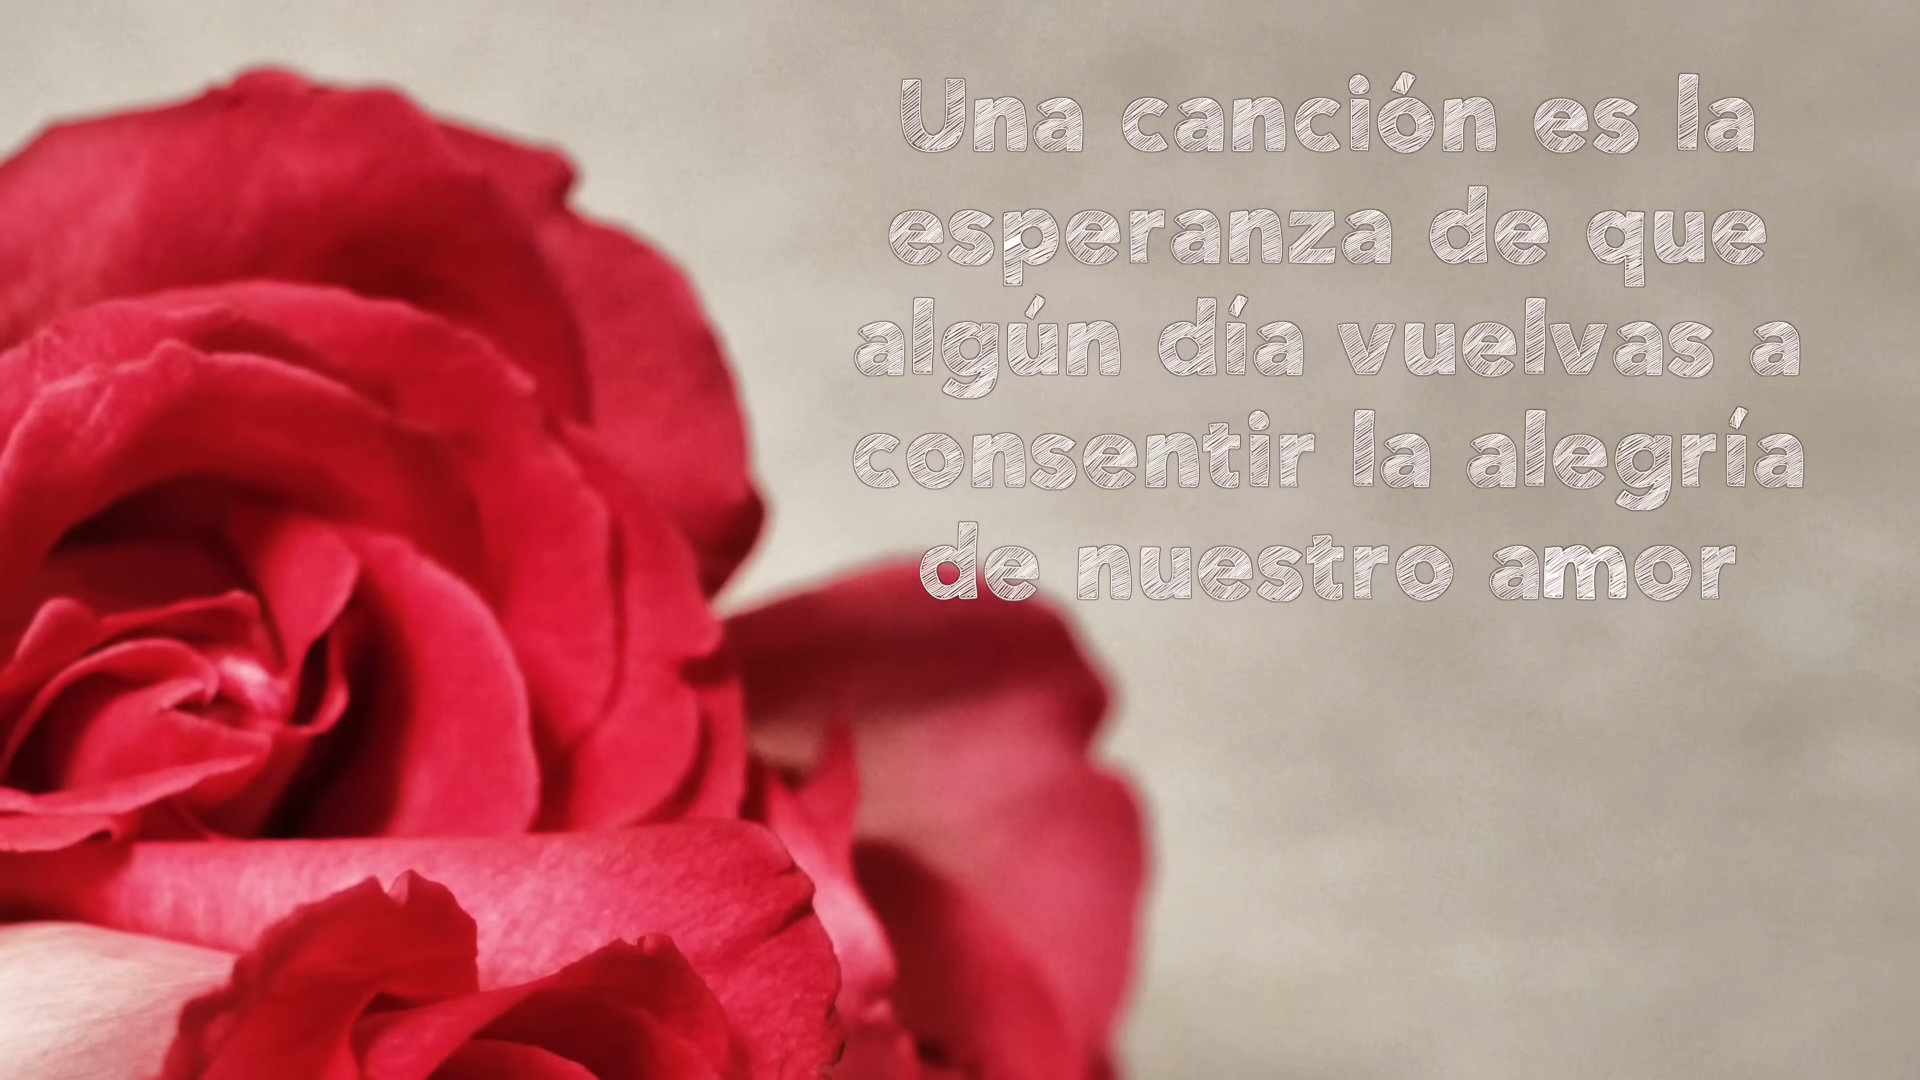 Una canción es la
esperanza de que
algún día vuelvas a
consentir la alegría
de nuestro amor